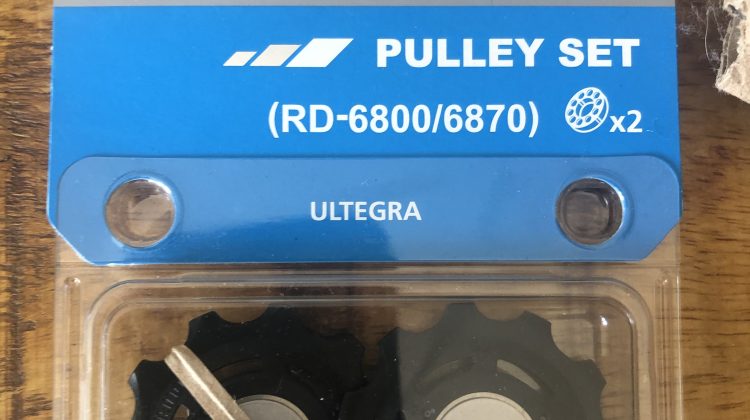 PULLEY SET
(RD-6800/6870) x2
ULTEGRA